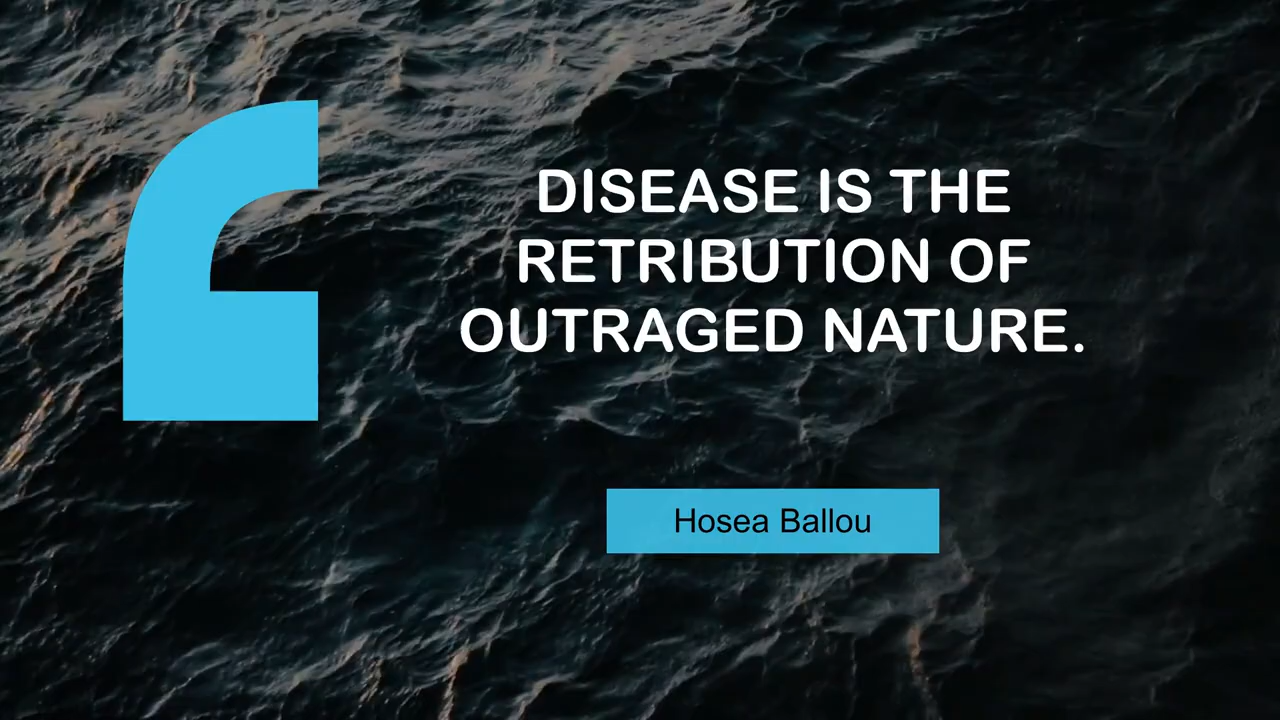 DISEASE IS THE
RETRIBUTION OF
OUTRAGED NATURE.
Hosea Ballou